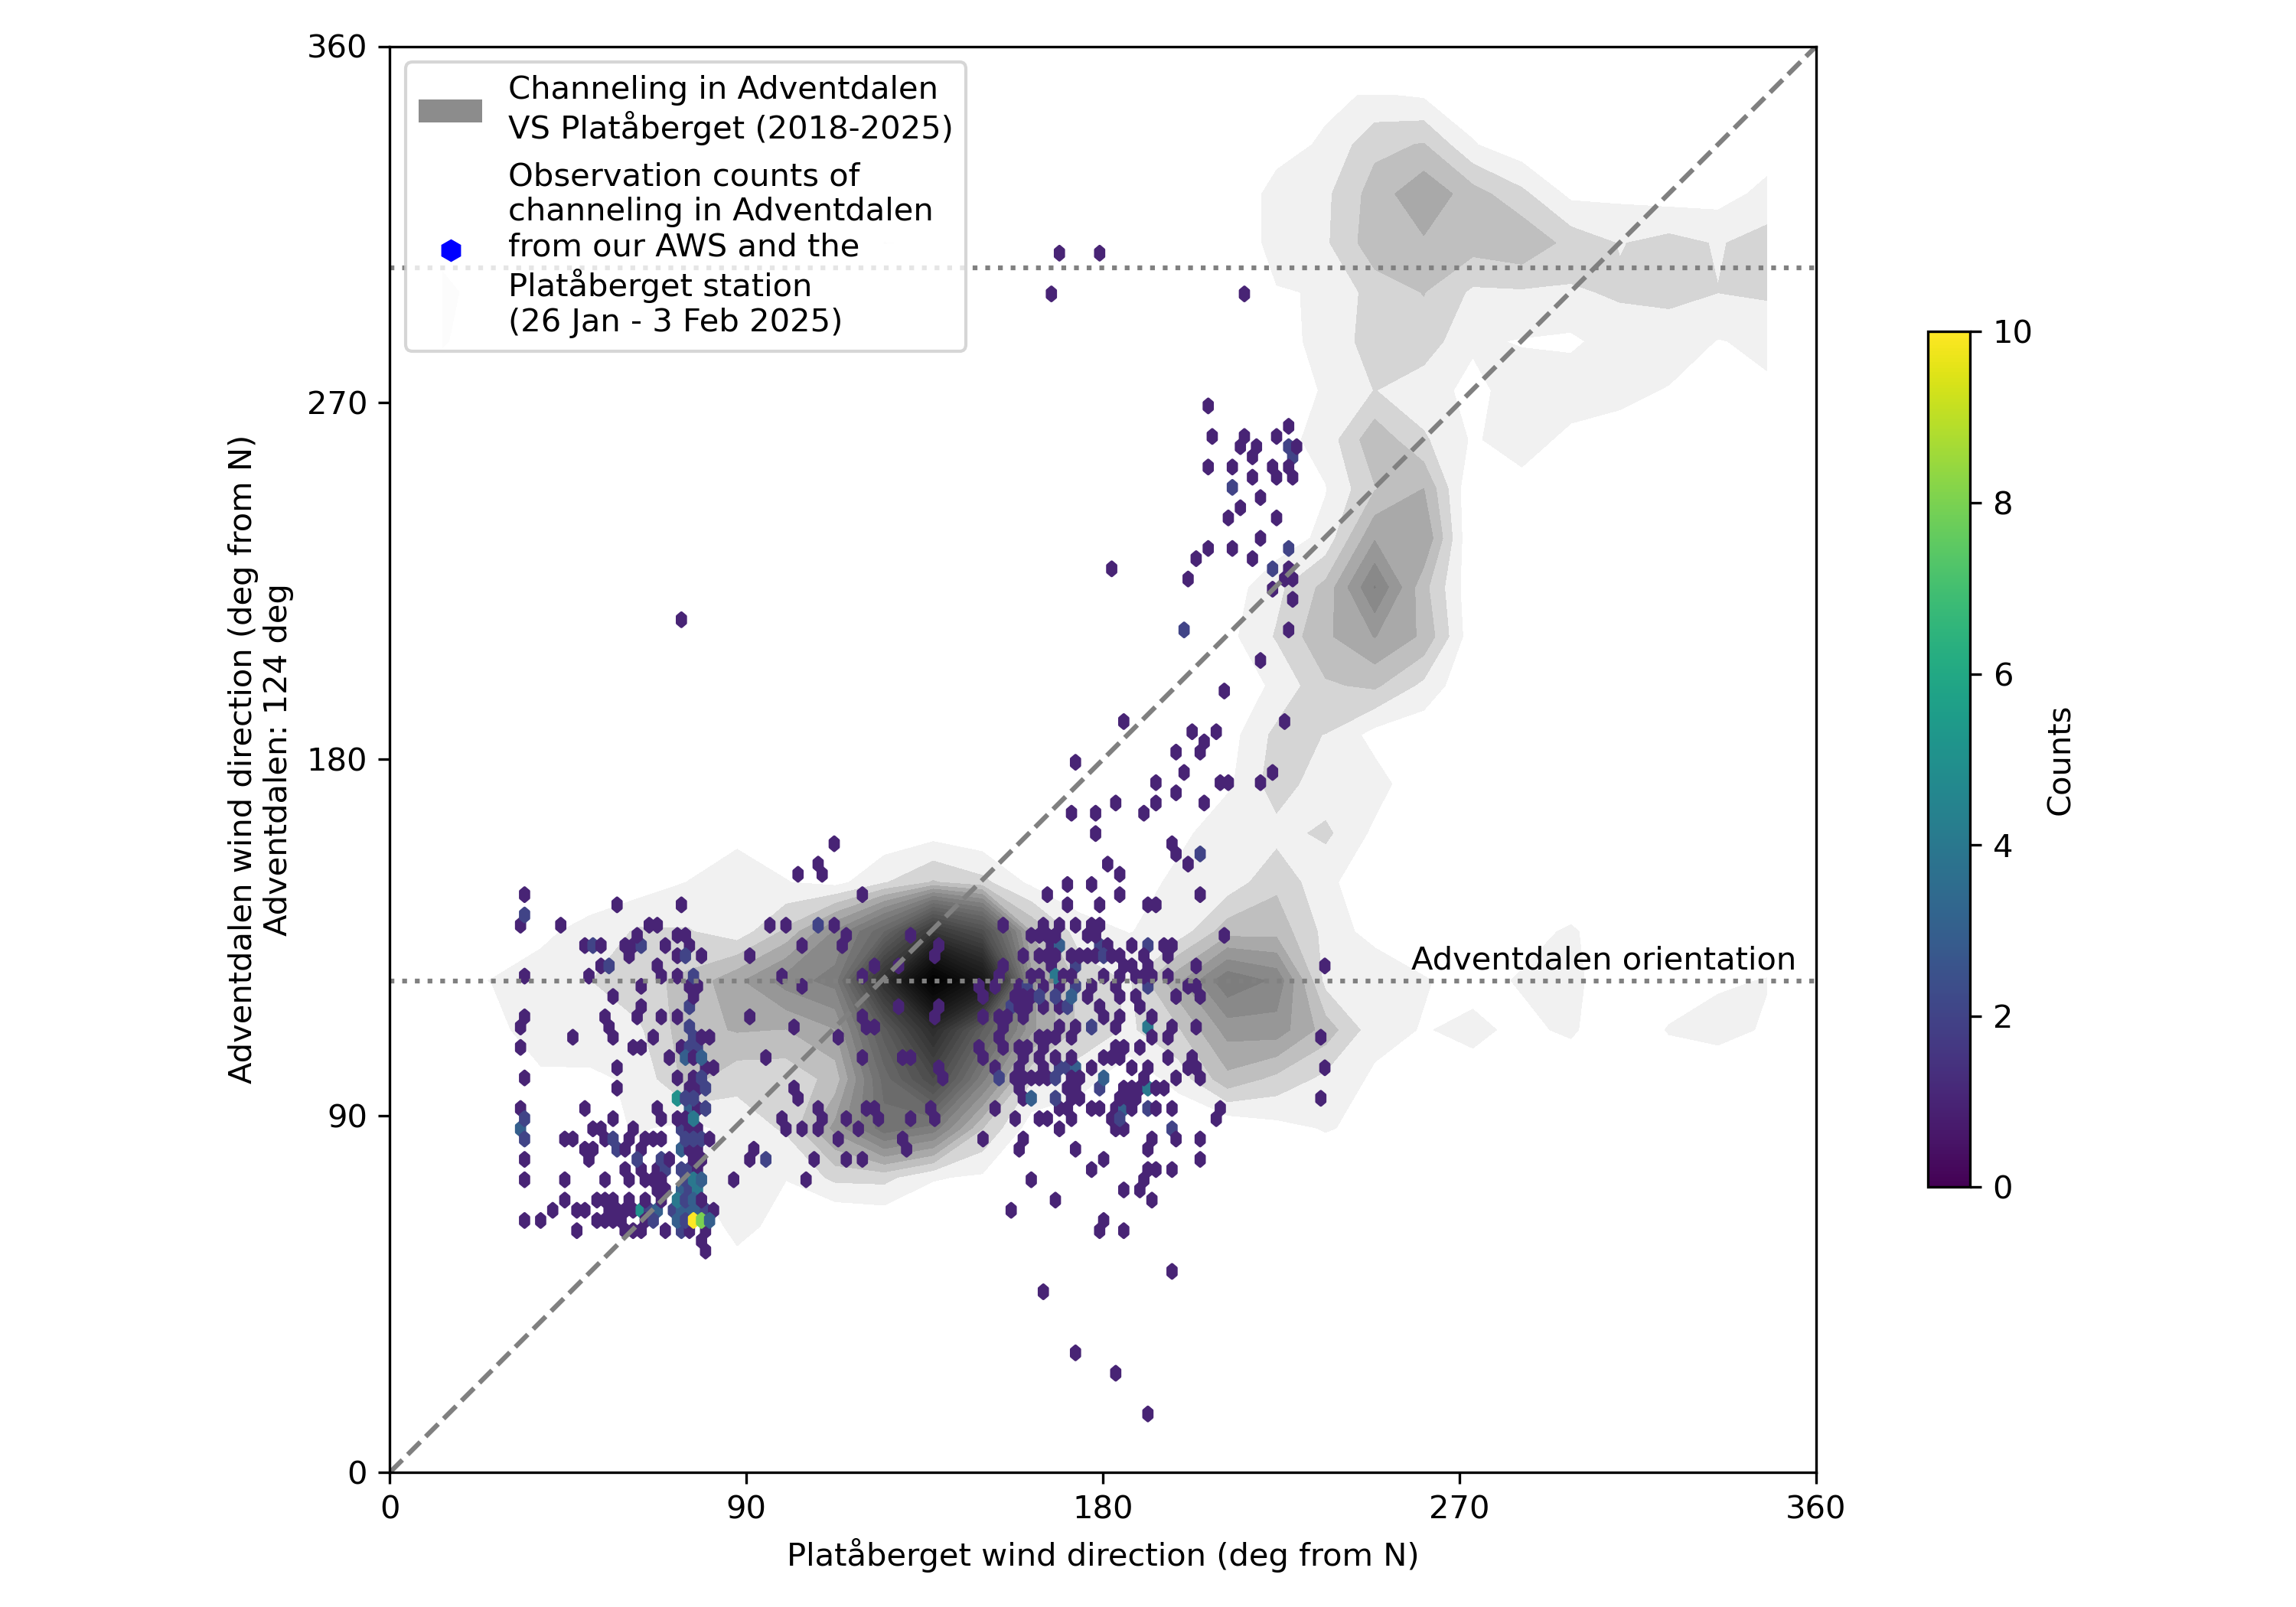 360
270
180
90
0
0
90
180
270
360
Channeling in Adventdalen
VS Platåberget (2018-2025)
Observation counts of
channeling in Adventdalen
from our AWS and the
Platåberget station
(26 Jan - 3 Feb 2025)
Adventdalen orientation
Adventdalen wind direction (deg from N)
Adventdalen: 124 deg
Platåberget wind direction (deg from N)
10
8
6
4
2
0
Counts